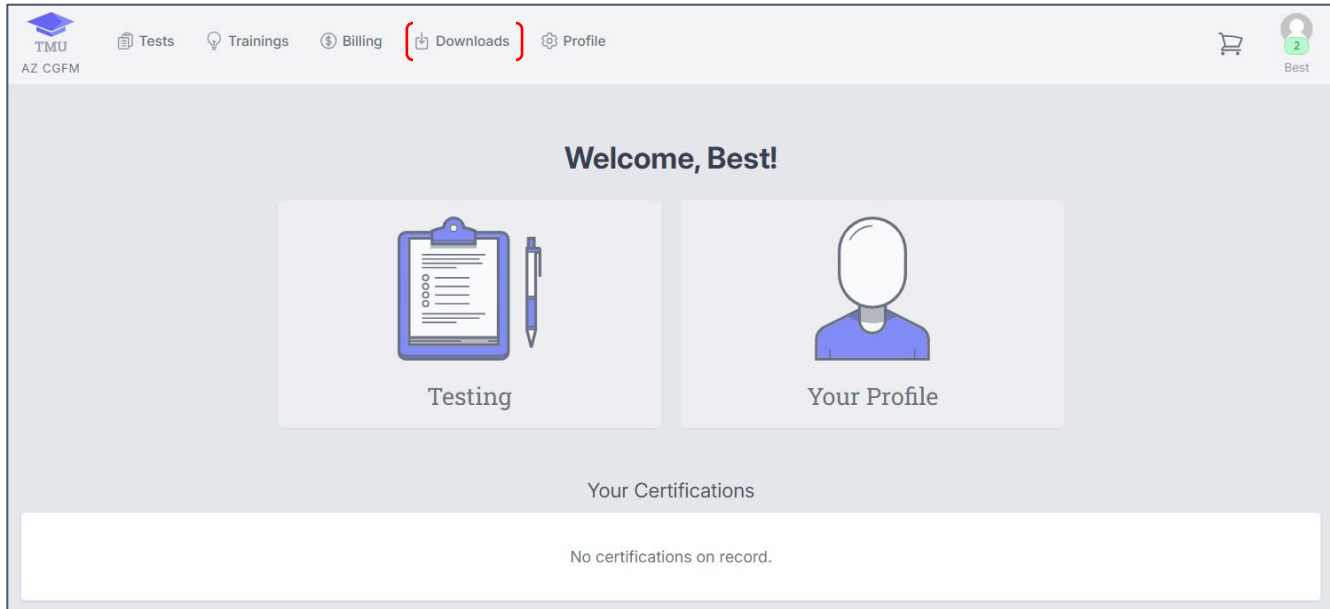 TMU
AZ CGFM
Tests Trainings Billing Downloads Profile
2
Best
Welcome, Best!
Testing Your Profile
Your Certifications
No certifications on record.